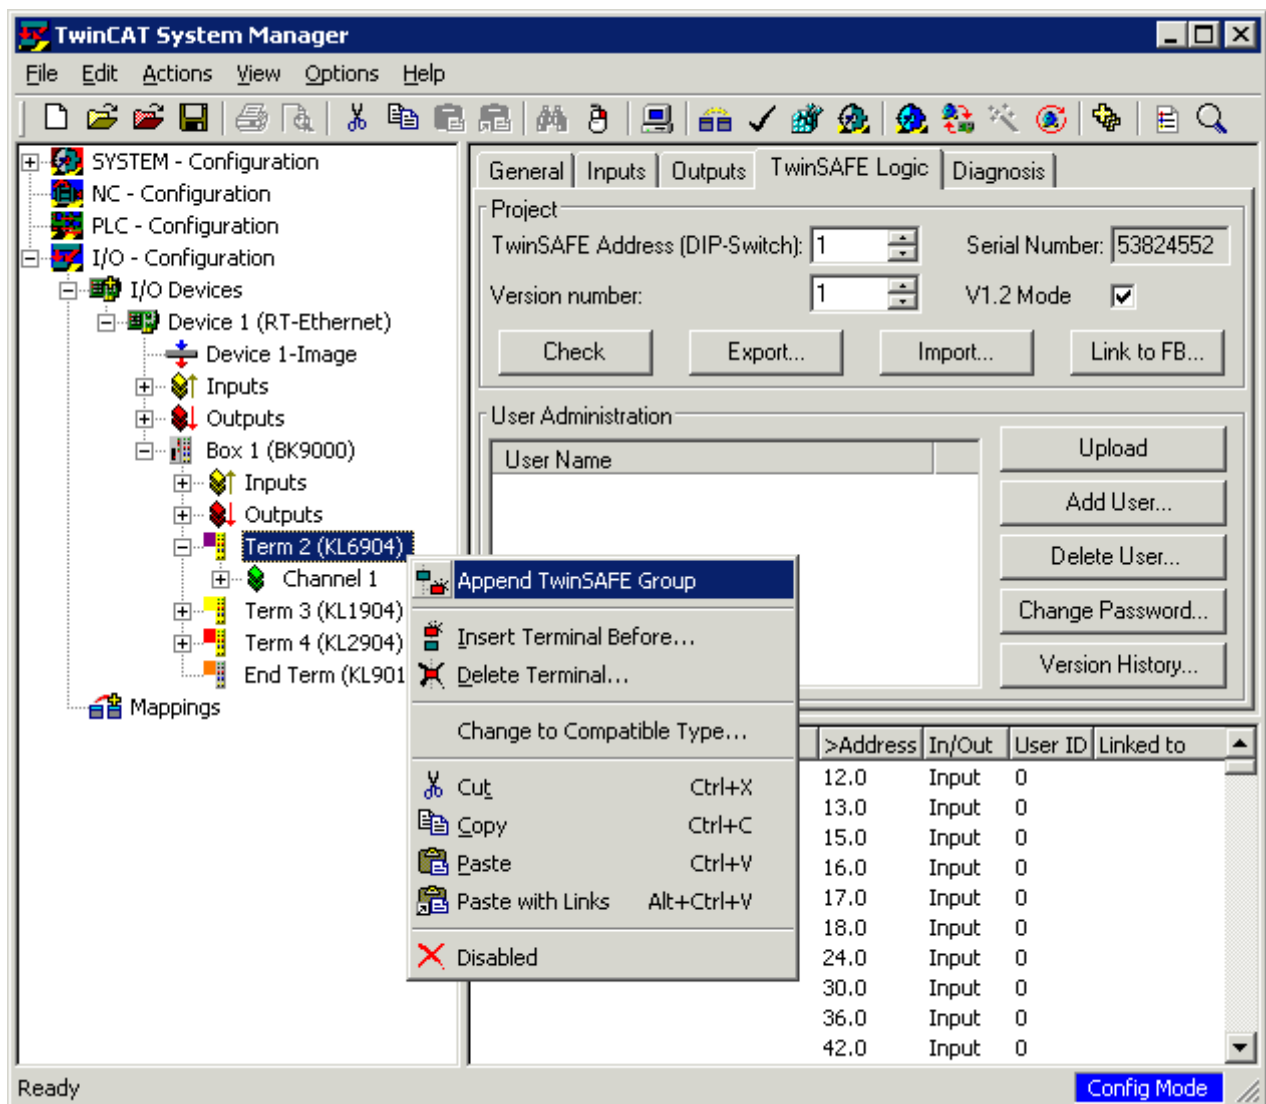 TwinCAT System Manager
File Edit Actions View Options Help
SYSTEM - Configuration
NC - Configuration
PLC - Configuration
I/O - Configuration
I/O Devices
Device 1 (RT-Ethernet)
Device 1-Image
Inputs
Outputs
Box 1 (BK9000)
Inputs
Outputs
Term 2 (KL6904)
Channel 1
Term 3 (KL1904)
Term 4 (KL2904)
End Term (KL901
Mappings
General Inputs Outputs TwinSAFE Logic Diagnosis
Project
TwinSAFE Address (DIP-Switch): 1 Serial Number: 53824552
Version number: 1 V1.2 Mode
Check Export... Import... Link to FB...
User Administration
User Name
Upload
Add User...
Delete User...
Change Password...
Version History...
Append TwinSAFE Group
Insert Terminal Before...
Delete Terminal...
Change to Compatible Type...
Cut Ctrl+X
Copy Ctrl+C
Paste Ctrl+V
Paste with Links Alt+Ctrl+V
Disabled
>Address In/Out User ID Linked to
12.0 Input 0
13.0 Input 0
15.0 Input 0
16.0 Input 0
17.0 Input 0
18.0 Input 0
24.0 Input 0
30.0 Input 0
36.0 Input 0
42.0 Input 0
Ready Config Mode